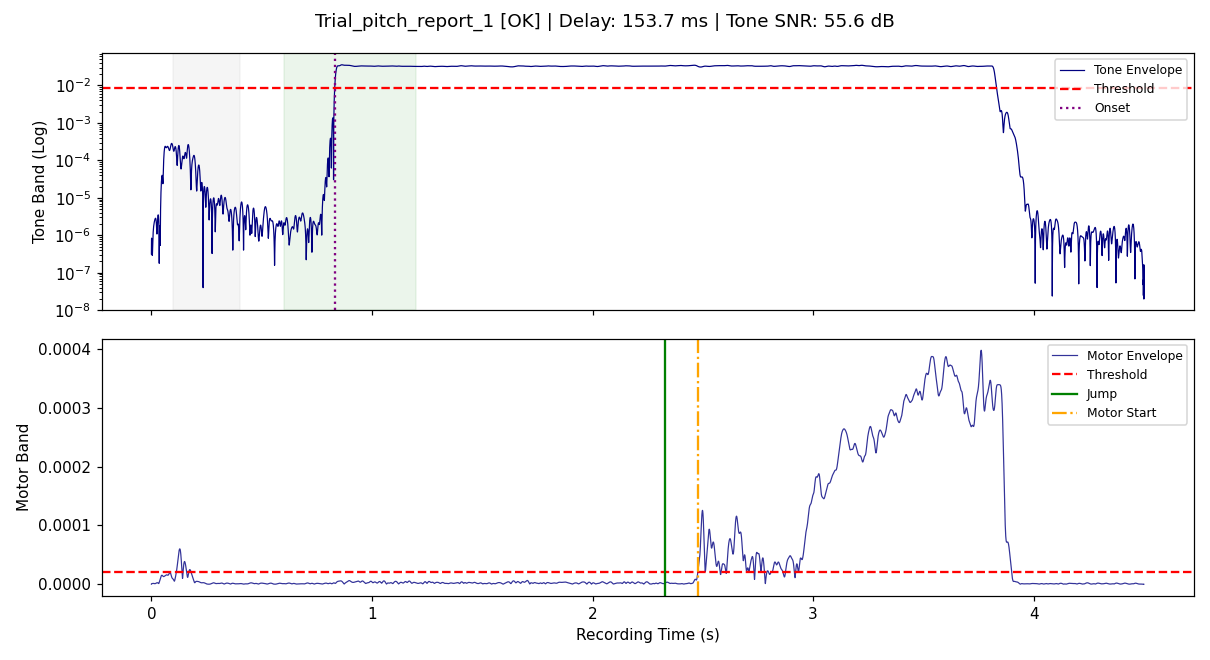 Trial_pitch_report_1 [OK] | Delay: 153.7 ms | Tone SNR: 55.6 dB
Tone Band (Log)
10⁻²
10⁻³
10⁻⁴
10⁻⁵
10⁻⁶
10⁻⁷
10⁻⁸
Tone Envelope
Threshold
Onset
Motor Band
0.0004
0.0003
0.0002
0.0001
0.0000
Motor Envelope
Threshold
Jump
Motor Start
0 1 2 3 4
Recording Time (s)